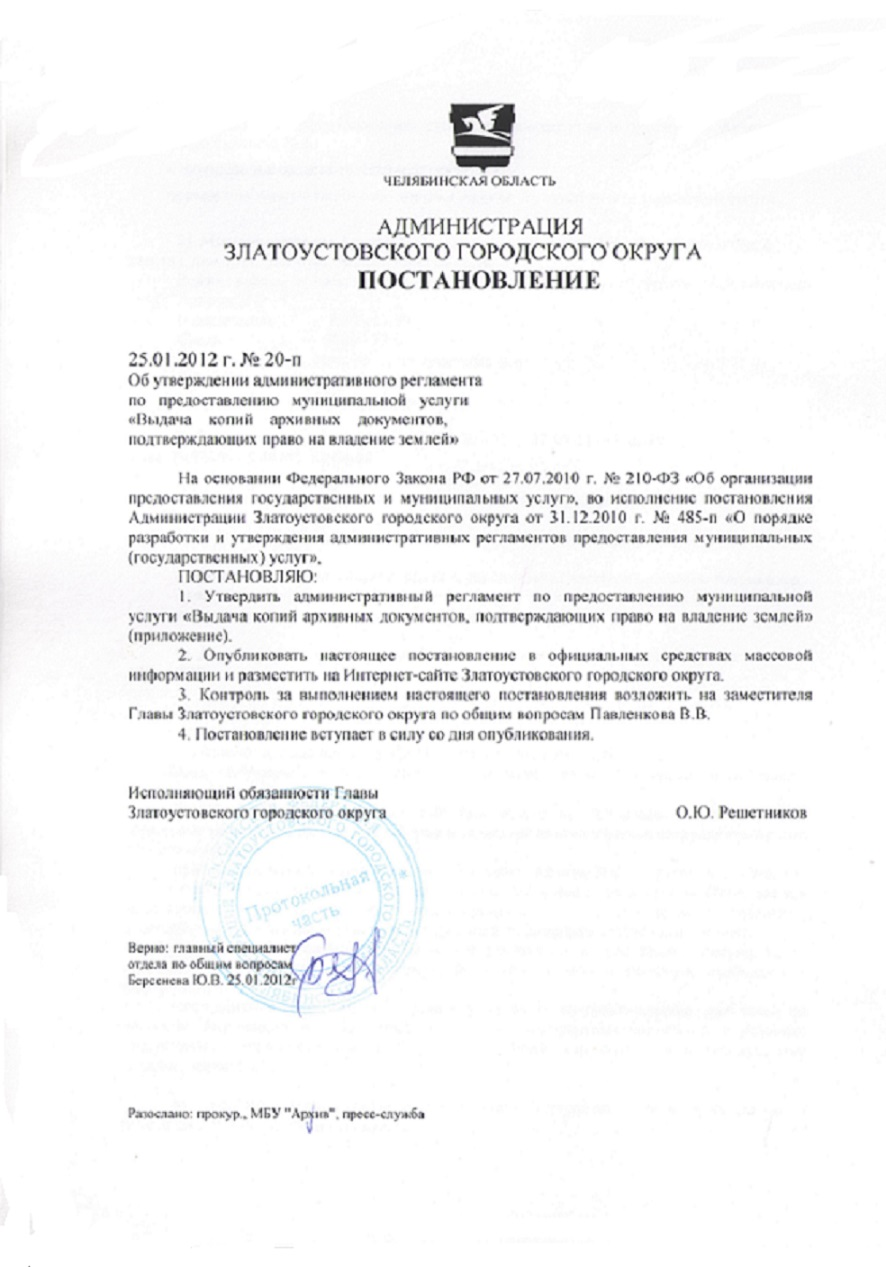 ЧЕЛЯБИНСКАЯ ОБЛАСТЬ
АДМИНИСТРАЦИЯ
ЗЛАТОУСТОВСКОГО ГОРОДСКОГО ОКРУГА
ПОСТАНОВЛЕНИЕ
25.01.2012 г. № 20-п
Об утверждении административного регламента
по предоставлению муниципальной услуги
«Выдача копий архивных документов,
подтверждающих право на владение землей»
На основании Федерального Закона РФ от 27.07.2010 г. № 210-ФЗ «Об организации
предоставления государственных и муниципальных услуг», во исполнение постановления
Администрации Златоустовского городского округа от 31.12.2010 г. № 485-п «О порядке
разработки и утверждения административных регламентов предоставления муниципальных
(государственных) услуг»,
ПОСТАНОВЛЯЮ:
1. Утвердить административный регламент по предоставлению муниципальной
услуги «Выдача копий архивных документов, подтверждающих право на владение землей»
(приложение).
2. Опубликовать настоящее постановление в официальных средствах массовой
информации и разместить на Интернет-сайте Златоустовского городского округа.
3. Контроль за выполнением настоящего постановления возложить на заместителя
Главы Златоустовского городского округа по общим вопросам Павленкова В.В.
4. Постановление вступает в силу со дня опубликования.
Исполняющий обязанности Главы
Златоустовского городского округа О.Ю. Решетников
ЗЛАТОУСТОВСКОГО ГОРОДСКОГО
Протокольная
часть
Верно: главный специалист
отдела по общим вопросам
Берсенева Ю.В. 25.01.2012г
Разослано: прокур., МБУ "Архив", пресс-служба